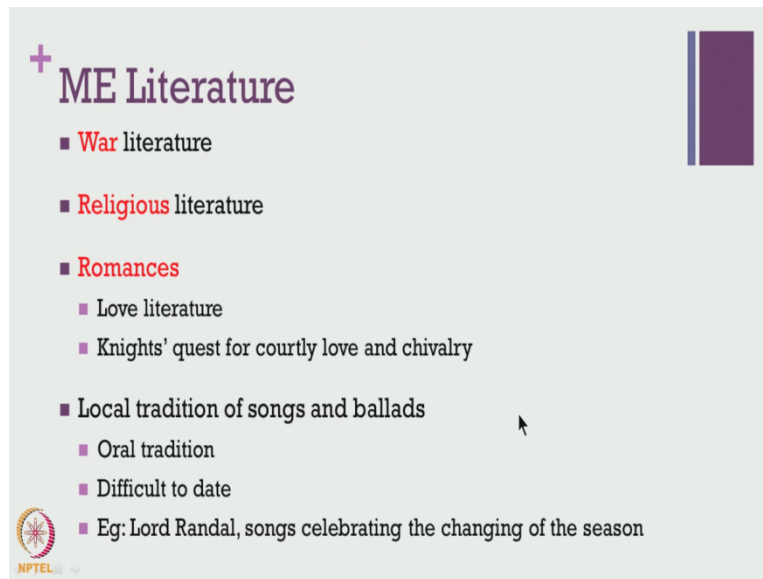 ME Literature
War literature
Religious literature
Romances
Love literature
Knights' quest for courtly love and chivalry
Local tradition of songs and ballads
Oral tradition
Difficult to date
Eg: Lord Randal, songs celebrating the changing of the season
NPTEL